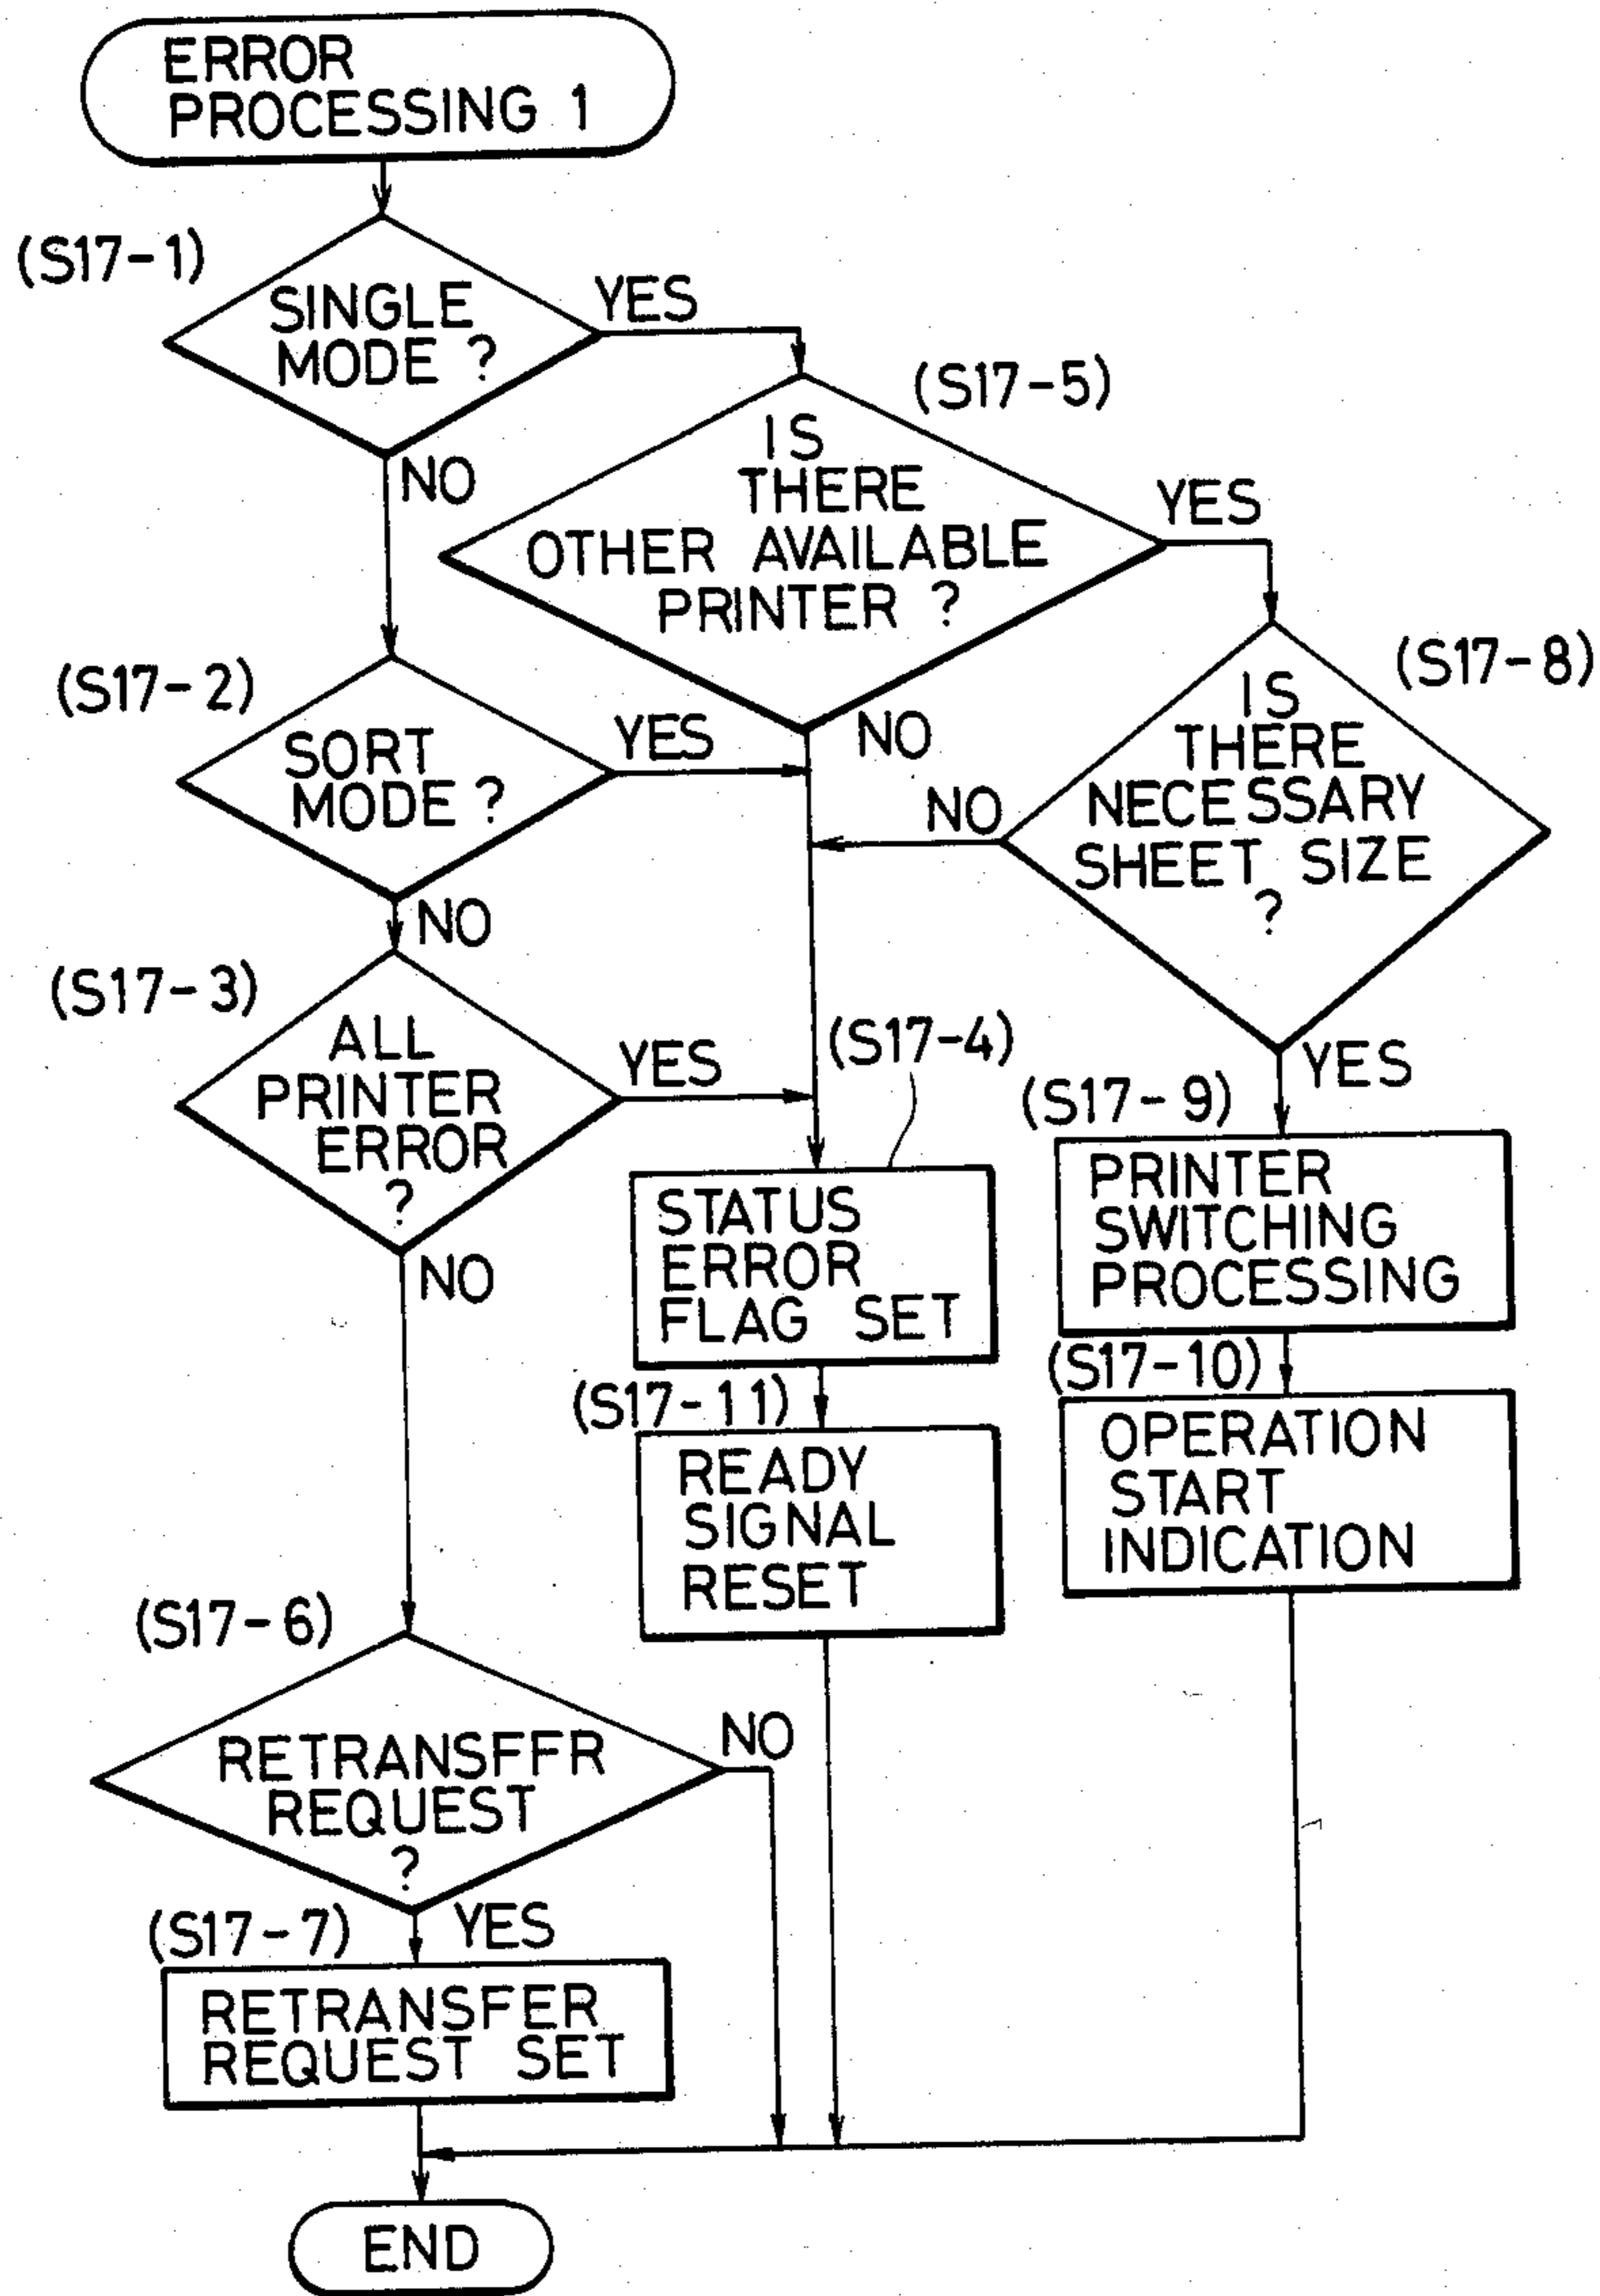 ERROR
PROCESSING 1
(S17-1)
SINGLE
MODE ?
YES
NO
(S17-5)
IS
THERE
OTHER AVAILABLE
PRINTER ?
YES
NO
(S17-2)
SORT
MODE ?
YES
NO
(S17-8)
IS
THERE
NECESSARY
SHEET SIZE
?
NO
YES
(S17-3)
ALL
PRINTER
ERROR
?
YES
NO
(S17-4)
STATUS
ERROR
FLAG SET
(S17-9)
PRINTER
SWITCHING
PROCESSING
(S17-11)
READY
SIGNAL
RESET
(S17-10)
OPERATION
START
INDICATION
(S17-6)
RETRANSFFR
REQUEST
?
NO
YES
(S17-7)
RETRANSFER
REQUEST SET
END